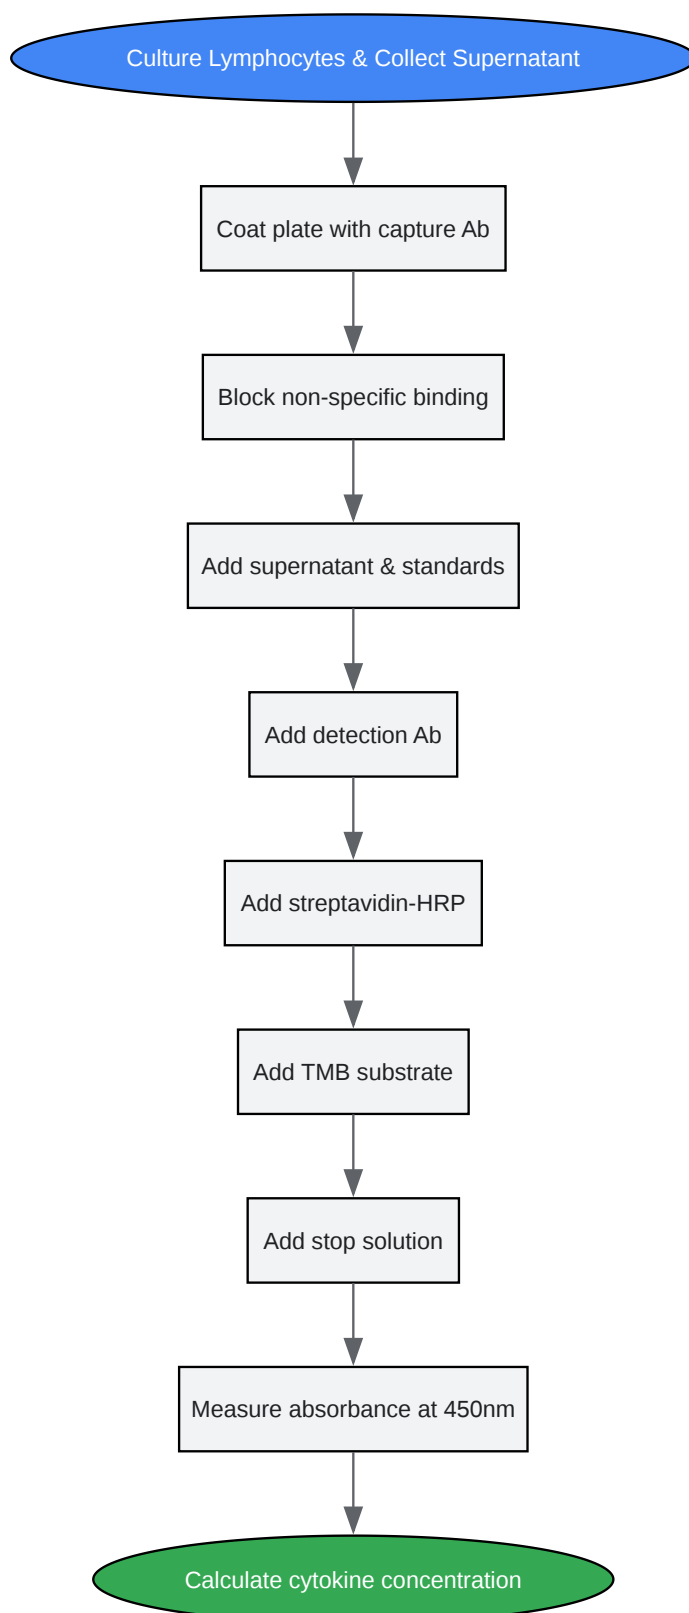 Culture Lymphocytes & Collect Supernatant
Coat plate with capture Ab
Block non-specific binding
Add supernatant & standards
Add detection Ab
Add streptavidin-HRP
Add TMB substrate
Add stop solution
Measure absorbance at 450nm
Calculate cytokine concentration